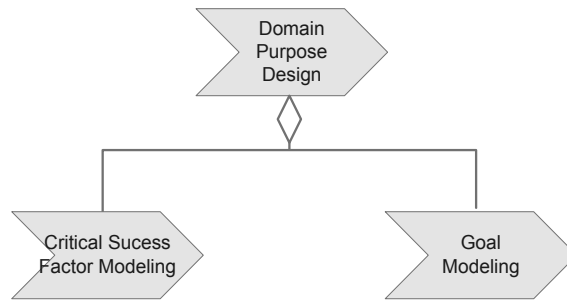 Domain
Purpose
Design
Critical Sucess
Factor Modeling
Goal
Modeling